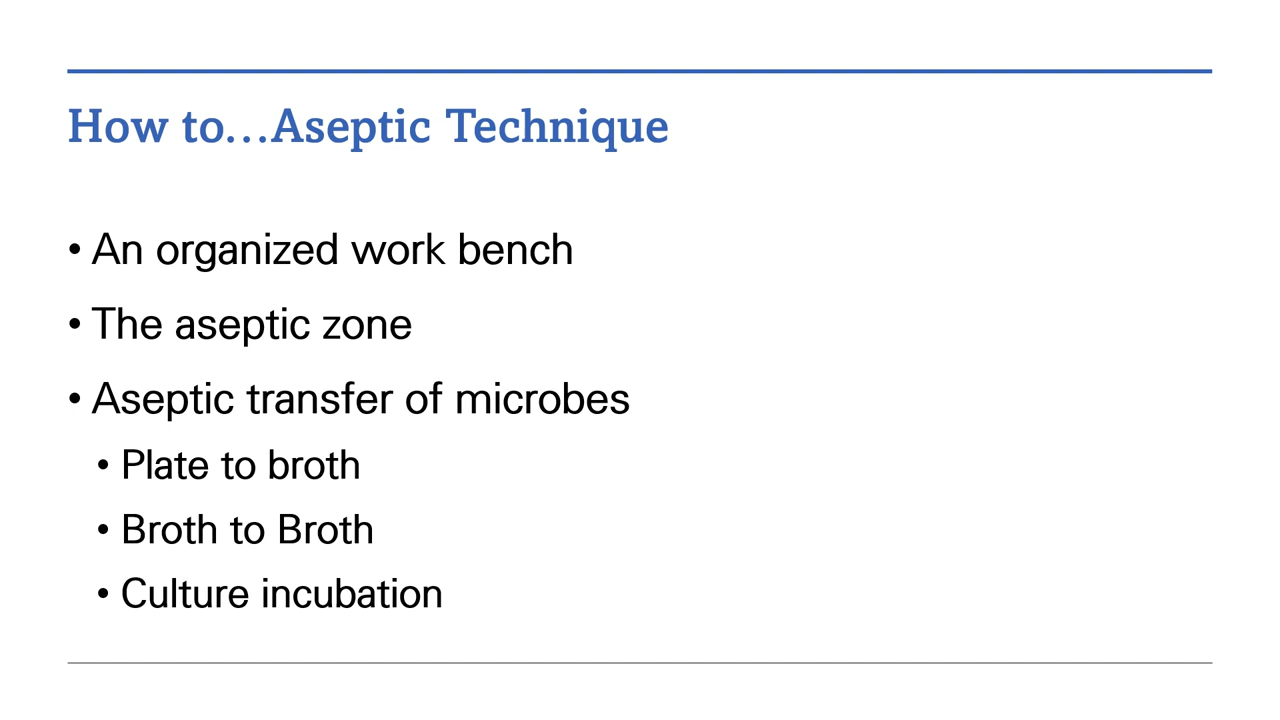 How to…Aseptic Technique
• An organized work bench
• The aseptic zone
• Aseptic transfer of microbes
• Plate to broth
• Broth to Broth
• Culture incubation